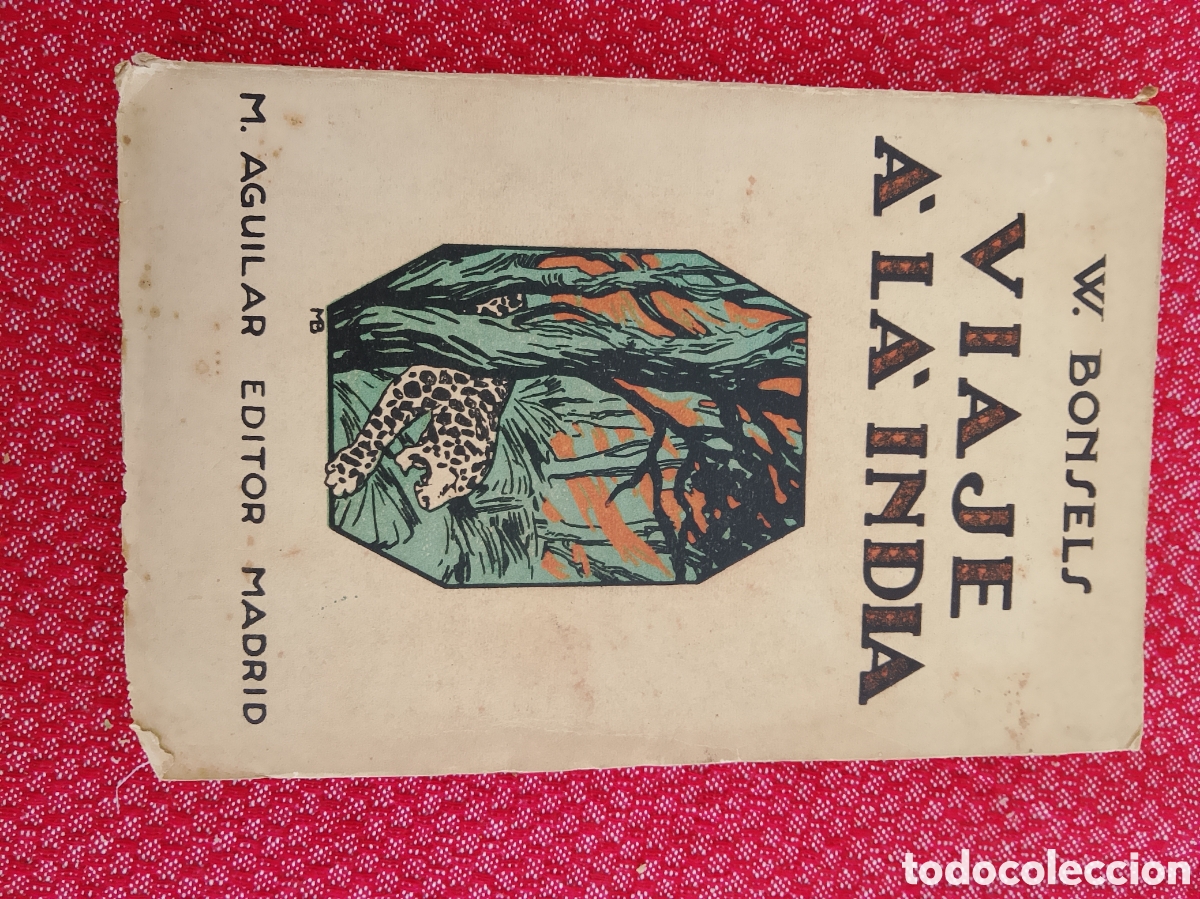 W. BONSELS
VIAJE
Á LA INDIA
MB
M. AGUILAR EDITOR · MADRID
todocoleccion